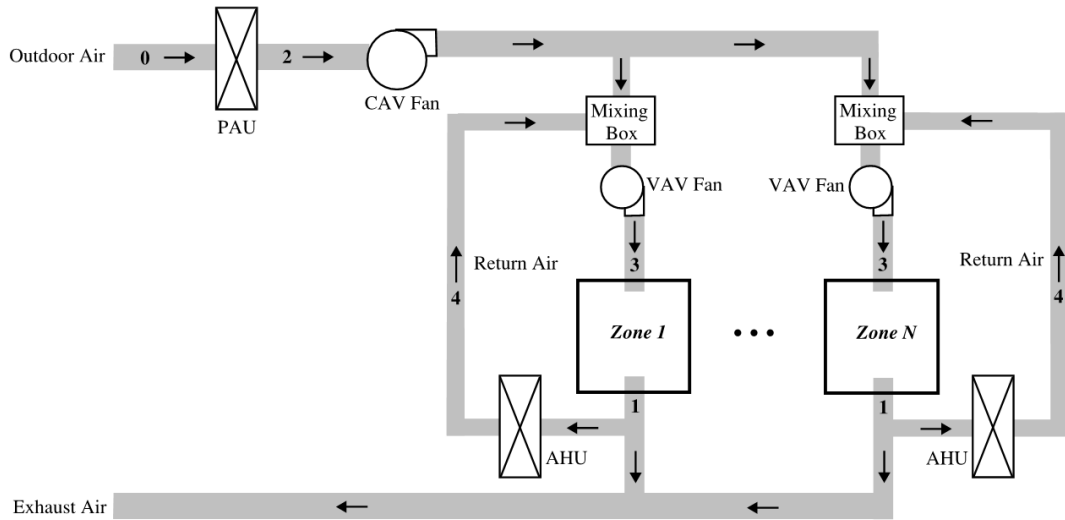 Outdoor Air
0
2
CAV Fan
PAU
Mixing
Box
Mixing
Box
VAV Fan
VAV Fan
Return Air
3
3
Return Air
4
4
Zone 1
Zone N
1
1
AHU
AHU
Exhaust Air